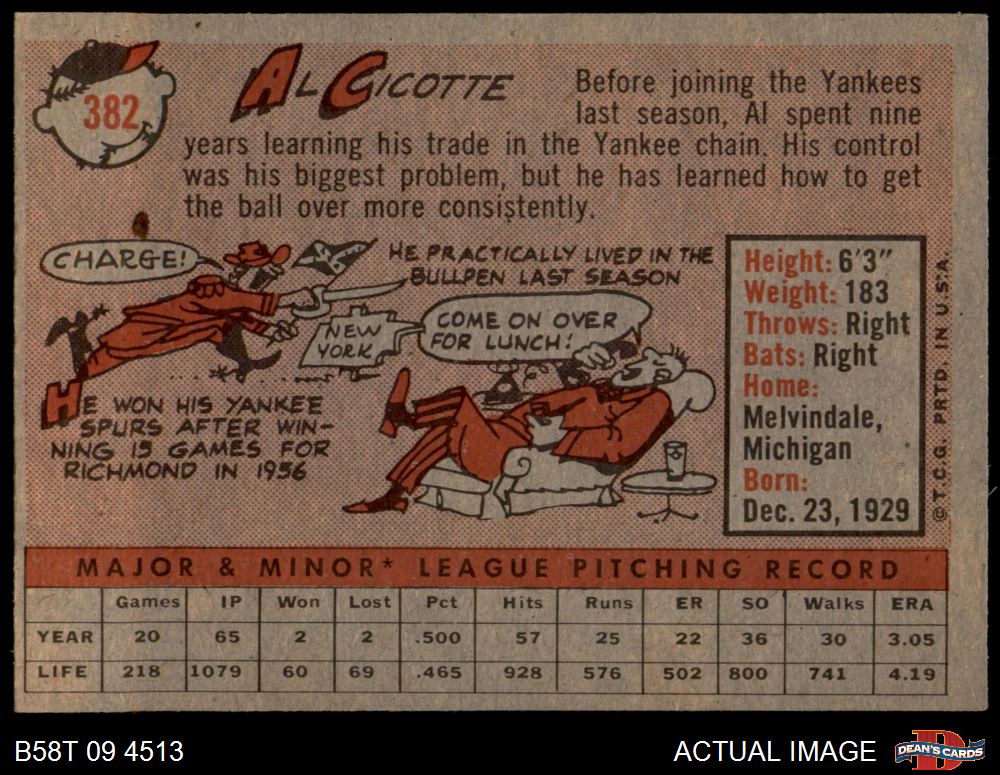 382
AL CICOTTE
Before joining the Yankees
last season, Al spent nine
years learning his trade in the Yankee chain. His control
was his biggest problem, but he has learned how to get
the ball over more consistently.
CHARGE!
HE PRACTICALLY LIVED IN THE
BULLPEN LAST SEASON
NEW
YORK
COME ON OVER
FOR LUNCH!
HE WON HIS YANKEE
SPURS AFTER WIN-
NING 15 GAMES FOR
RICHMOND IN 1956
Height: 6'3"
Weight: 183
Throws: Right
Bats: Right
Home:
Melvindale,
Michigan
Born:
Dec. 23, 1929
© T.C.G. PRTD. IN U.S.A.
MAJOR & MINOR* LEAGUE PITCHING RECORD
Games IP Won Lost Pct Hits Runs ER SO Walks ERA
YEAR 20 65 2 2 .500 57 25 22 36 30 3.05
LIFE 218 1079 60 69 .465 928 576 502 800 741 4.19
B58T 09 4513
ACTUAL IMAGE
D
DEAN'S CARDS